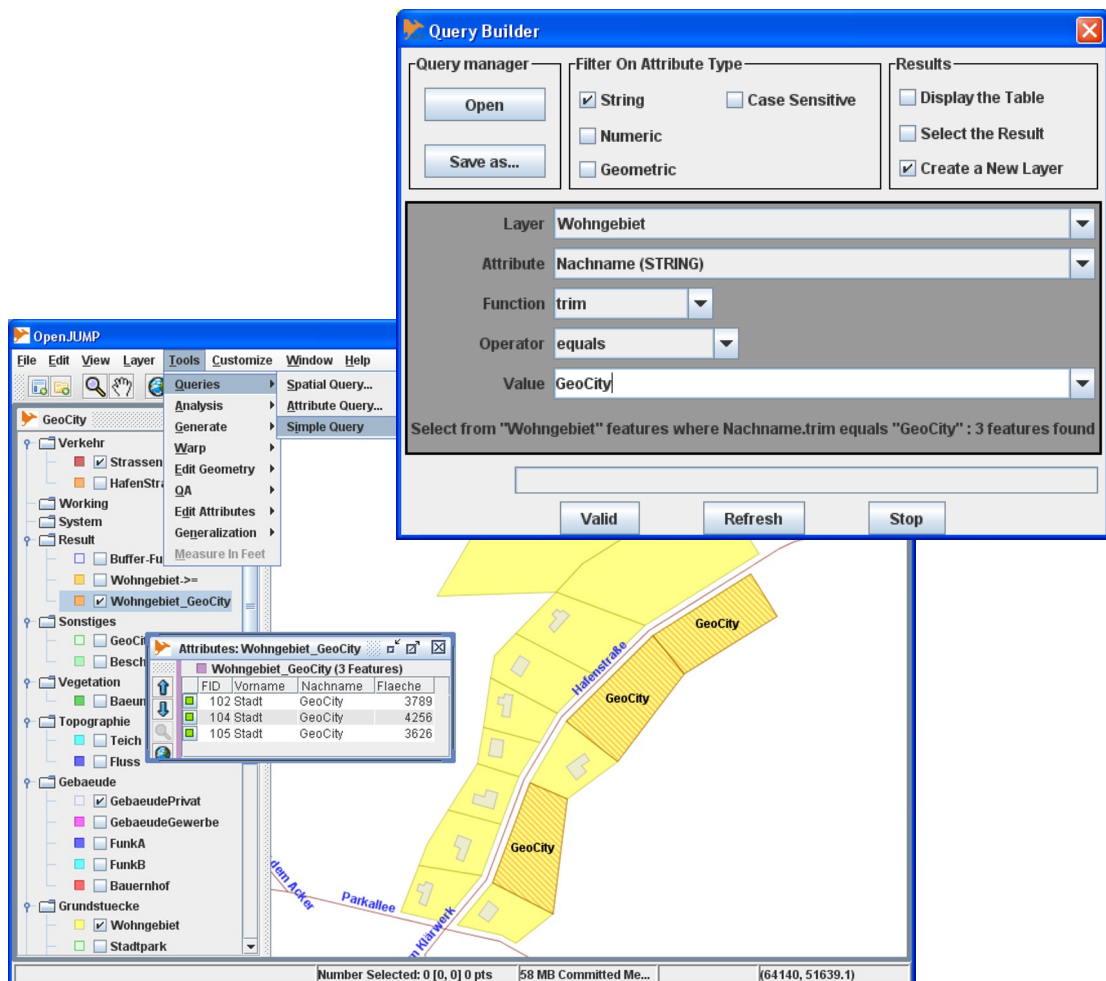 Query Builder
Query manager
Open
Save as...
Filter On Attribute Type
String
Case Sensitive
Numeric
Geometric
Results
Display the Table
Select the Result
Create a New Layer
Layer Wohngebiet
Attribute Nachname (STRING)
Function trim
Operator equals
Value GeoCity
Select from "Wohngebiet" features where Nachname.trim equals "GeoCity" : 3 features found
Valid Refresh Stop
OpenJUMP
File Edit View Layer Tools Customize Window Help
Queries
Analysis
Generate
Warp
Edit Geometry
QA
Edit Attributes
Generalization
Measure In Feet
Spatial Query...
Attribute Query...
Simple Query
GeoCity
Verkehr
Strassen
HafenStra
Working
System
Result
Buffer-Fu
Wohngebiet->=
Wohngebiet_GeoCity
Sonstiges
GeoCit
Besch
Vegetation
Baeum
Topographie
Teich
Fluss
Gebaeude
GebaeudePrivat
GebaeudeGewerbe
FunkA
FunkB
Bauernhof
Grundstuecke
Wohngebiet
Stadtpark
Attributes: Wohngebiet_GeoCity
Wohngebiet_GeoCity (3 Features)
FID Vorname Nachname Flaeche
102 Stadt GeoCity 3789
104 Stadt GeoCity 4256
105 Stadt GeoCity 3626
GeoCity
Hafenstraße
GeoCity
GeoCity
dem Acker
Parkallee
m Klärwerk
Number Selected: 0 [0, 0] 0 pts 58 MB Committed Me... (64140, 51639.1)